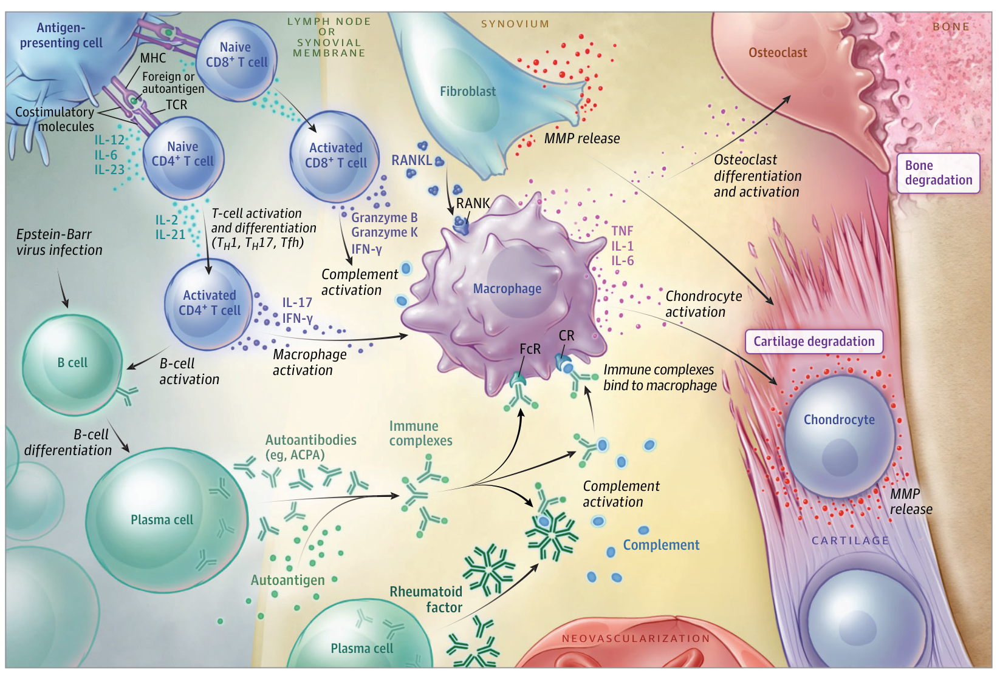 Antigen-
presenting cell
Naive
CD8+ T cell
LYMPH NODE
OR
SYNOVIAL
MEMBRANE
SYNOVIUM
BONE
MHC
Foreign or
autoantigen
TCR
Costimulatory
molecules
IL-12
IL-6
IL-23
Naive
CD4+ T cell
Activated
CD8+ T cell
Fibroblast
MMP release
Osteoclast
Osteoclast
differentiation
and activation
Bone
degradation
RANKL
RANK
IL-2
IL-21
T-cell activation
and differentiation
(TH1, TH17, Tfh)
Granzyme B
Granzyme K
IFN-γ
Complement
activation
Epstein-Barr
virus infection
Activated
CD4+ T cell
IL-17
IFN-γ
Macrophage
activation
Macrophage
TNF
IL-1
IL-6
Chondrocyte
activation
Cartilage degradation
B cell
B-cell
activation
FcR
CR
Immune complexes
bind to macrophage
Chondrocyte
B-cell
differentiation
Autoantibodies
(eg, ACPA)
Immune
complexes
Complement
activation
MMP
release
Plasma cell
CARTILAGE
Complement
Autoantigen
Rheumatoid
factor
Plasma cell
NEOVASCULARIZATION